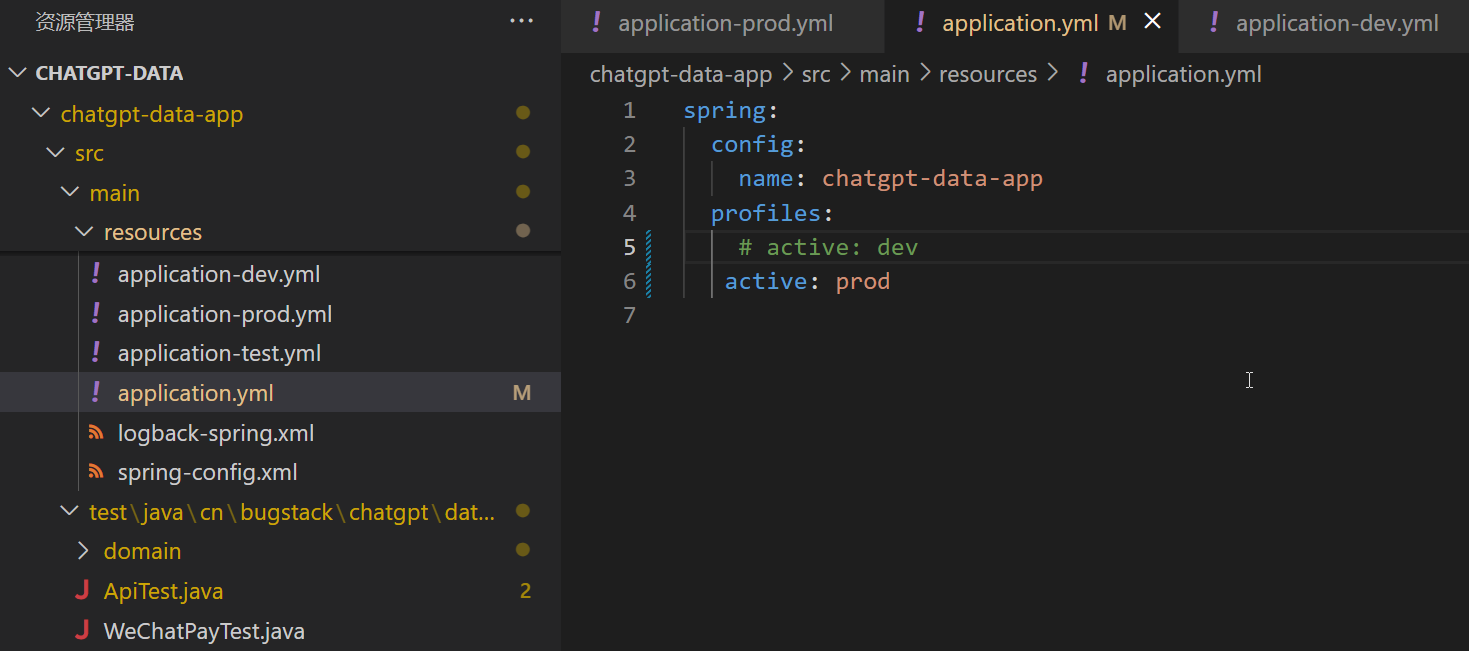 资源管理器 ...
CHATGPT-DATA
chatgpt-data-app
src
main
resources
! application-dev.yml
! application-prod.yml
! application-test.yml
! application.yml M
logback-spring.xml
spring-config.xml
test\java\cn\bugstack\chatgpt\dat...
domain
J ApiTest.java 2
J WeChatPayTest.java
! application-prod.yml ! application.yml M × ! application-dev.yml
chatgpt-data-app > src > main > resources > ! application.yml
1 spring:
2   config:
3     name: chatgpt-data-app
4   profiles:
5     # active: dev
6    active: prod
7